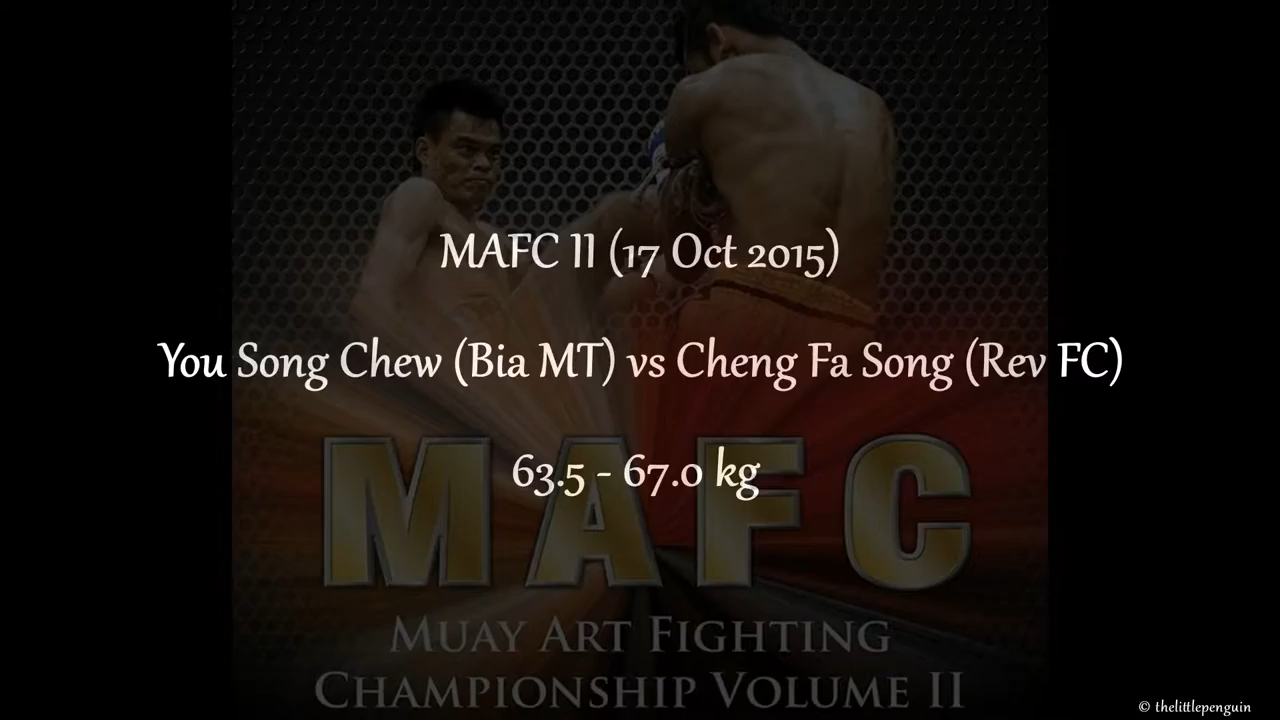 MAFC II (17 Oct 2015)
You Song Chew (Bia MT) vs Cheng Fa Song (Rev FC)
63.5 - 67.0 kg
MAFC
MUAY ART FIGHTING
CHAMPIONSHIP VOLUME II
© thelittlepenguin